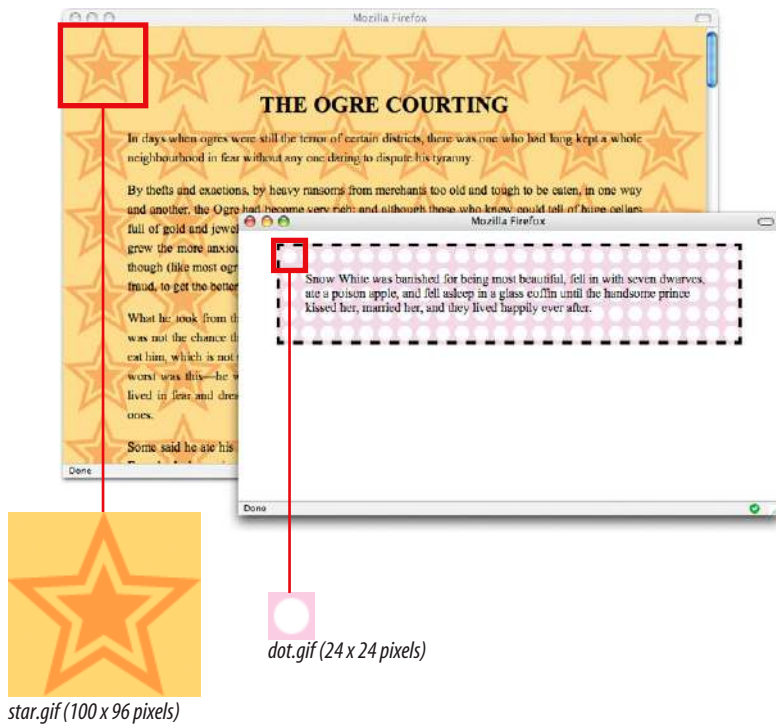 Mozilla Firefox
THE OGRE COURTING
In days when ogres were still the terror of certain districts, there was one who had long kept a whole
neighbourhood in fear without any one daring to dispute his tyranny.
By thefts and exactions, by heavy ransoms from merchants too old and tough to be eaten, in one way
and another, the Ogre had become very rich; and although those who knew could tell of huge cellars
full of gold and jewel
grew the more anxiou
though (like most ogr
fraud, to get the better
What he took from th
was not the chance th
eat him, which is not
worst was this—he w
lived in fear and drea
ones.
Some said he ate his
Done
Mozilla Firefox
Snow White was banished for being most beautiful, fell in with seven dwarves,
ate a poison apple, and fell asleep in a glass coffin until the handsome prince
kissed her, married her, and they lived happily ever after.
Done
dot.gif (24 x 24 pixels)
star.gif (100 x 96 pixels)